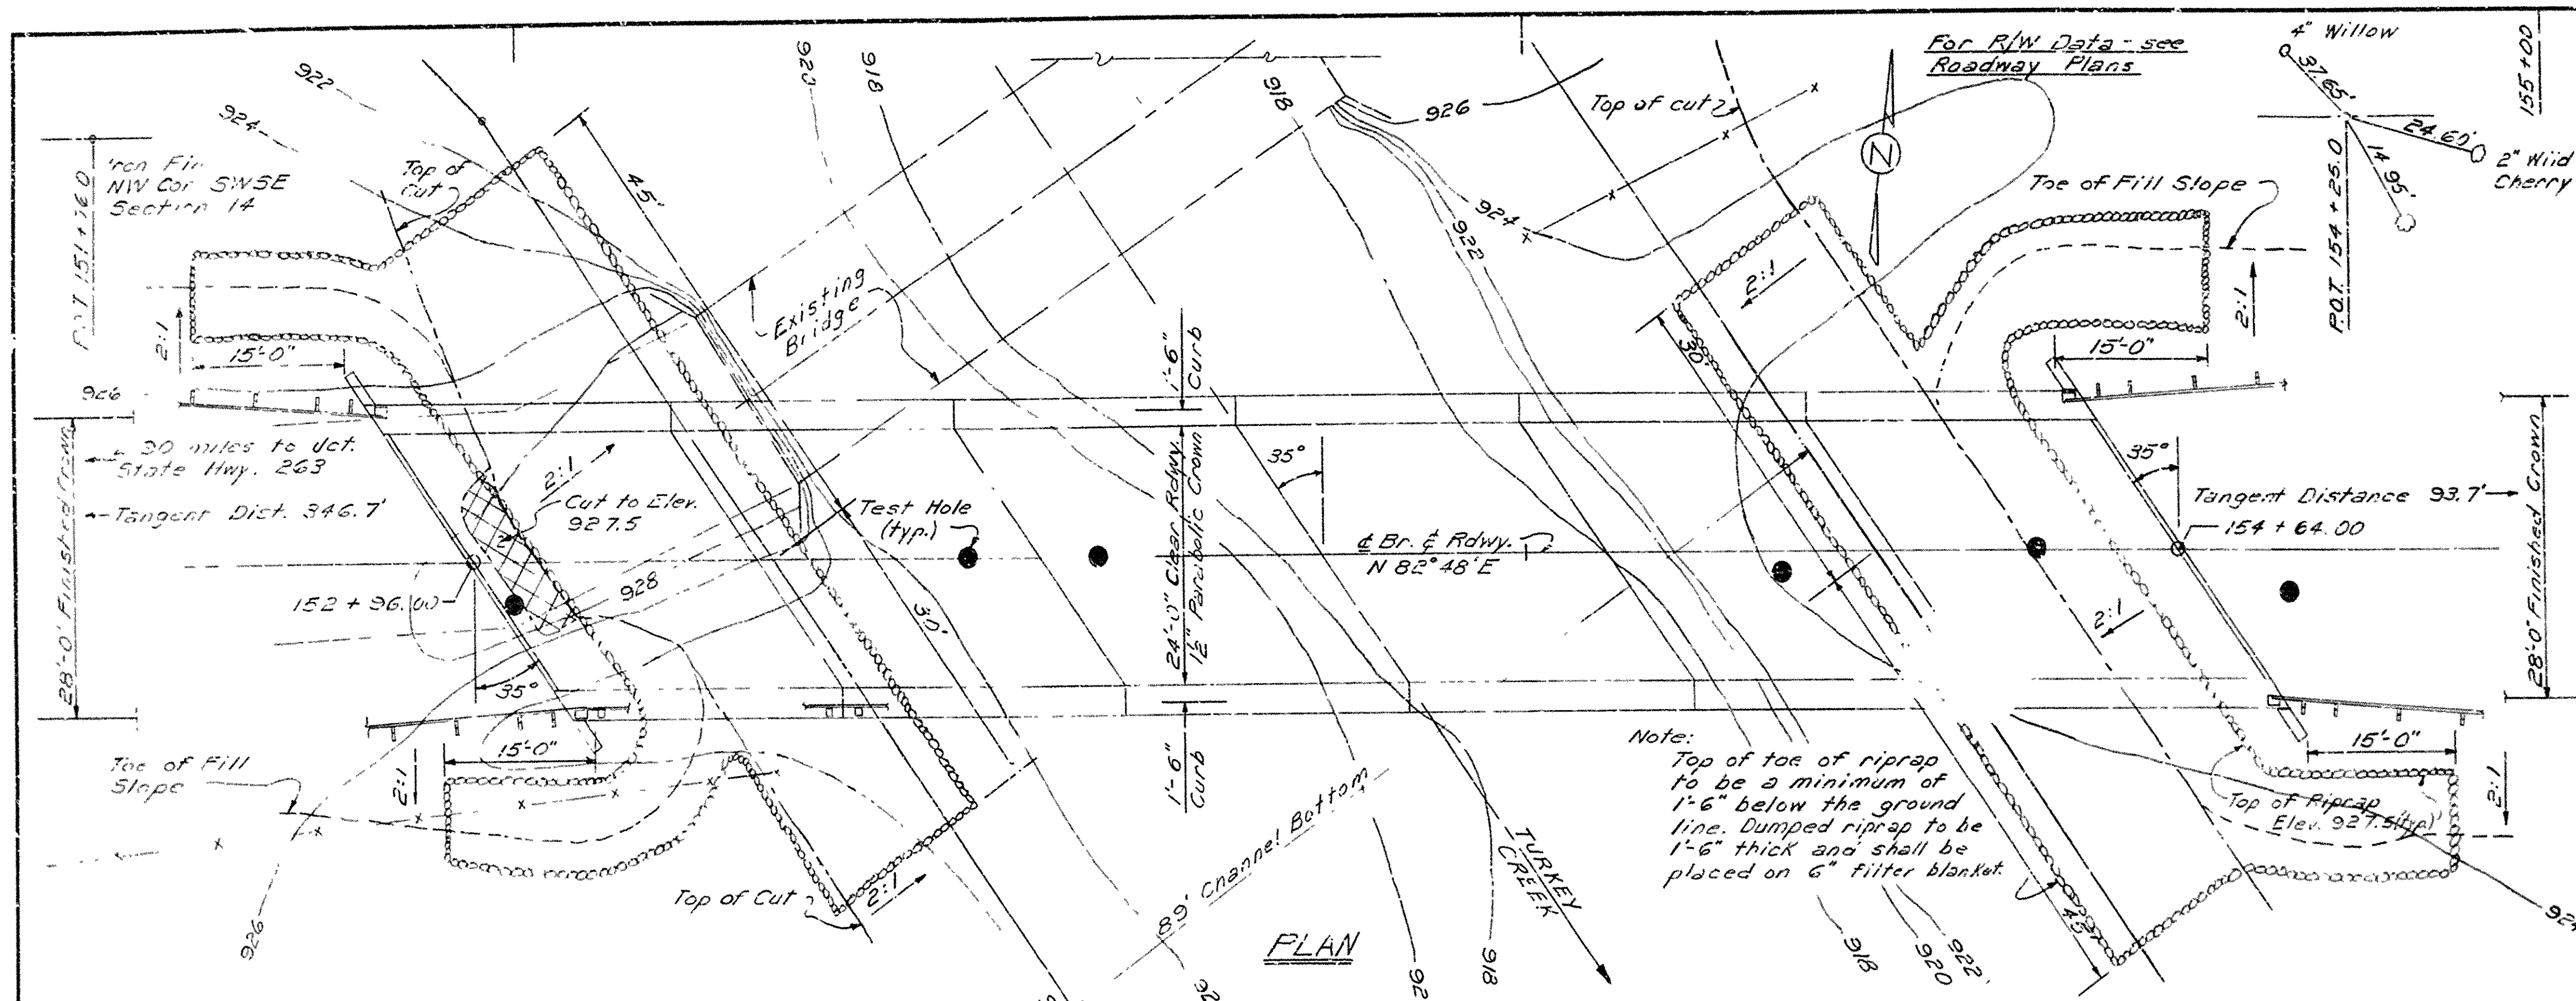 For R/W Data - see
Roadway Plans
4" Willow
37.65'
24.60'
14.95'
2" Wild
Cherry
155+00
P.O.T. 154+25.0
NW Cor SWSE
Section 14
922
924
920
918
918
926
924
922
Top of
Cut
Top of cut
45'
Existing
Bridge
2:1
Toe of Fill Slope
2:1
2:1
15'-0"
15'-0"
30'
926
1'-6"
Curb
28'-0" Finished Crown
30 miles to Jct.
State Hwy. 263
Tangent Dist. 346.7'
2:1
Cut to Elev.
927.5
Test Hole
(typ.)
24'-0" Clear Rdwy.
1½" Parabolic Crown
35°
35°
℄ Br. & Rdwy.
N 82°48'E
Tangent Distance 93.7'
154+64.00
28'-0" Finished Crown
152+96.00
928
30'
35°
2:1
Toe of Fill
Slope
2:1
15'-0"
1'-6"
Curb
Note:
Top of toe of riprap
to be a minimum of
1'-6" below the ground
line. Dumped riprap to be
1'-6" thick and shall be
placed on 6" filter blanket.
15'-0"
2:1
Top of Riprap
Elev. 927.5(typ.)
926
Top of Cut
2:1
89' Channel Bottom
TURKEY
CREEK
45'
PLAN
92
918
918
920
922